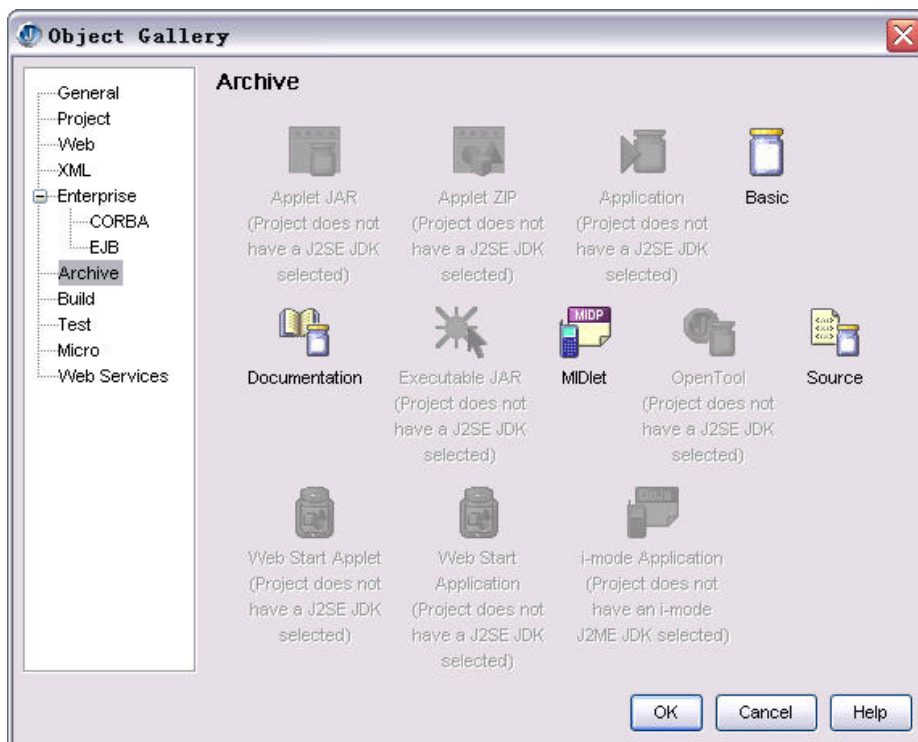 Object Gallery
General
Project
Web
XML
Enterprise
CORBA
EJB
Archive
Build
Test
Micro
Web Services
Archive
Applet JAR
(Project does not
have a J2SE JDK
selected)
Applet ZIP
(Project does not
have a J2SE JDK
selected)
Application
(Project does not
have a J2SE JDK
selected)
Basic
Documentation
Executable JAR
(Project does not
have a J2SE JDK
selected)
MIDP
MIDlet
OpenTool
(Project does not
have a J2SE JDK
selected)
Source
Web Start Applet
(Project does not
have a J2SE JDK
selected)
Web Start
Application
(Project does not
have a J2SE JDK
selected)
DoJa
i-mode Application
(Project does not
have an i-mode
J2ME JDK selected)
OK
Cancel
Help